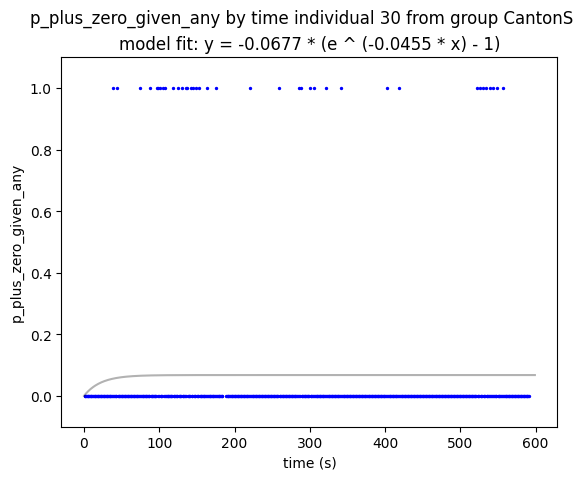 p_plus_zero_given_any by time individual 30 from group CantonS
model fit: y = -0.0677 * (e ^ (-0.0455 * x) - 1)
1.0
0.8
0.6
0.4
0.2
0.0
p_plus_zero_given_any
0 100 200 300 400 500 600
time (s)